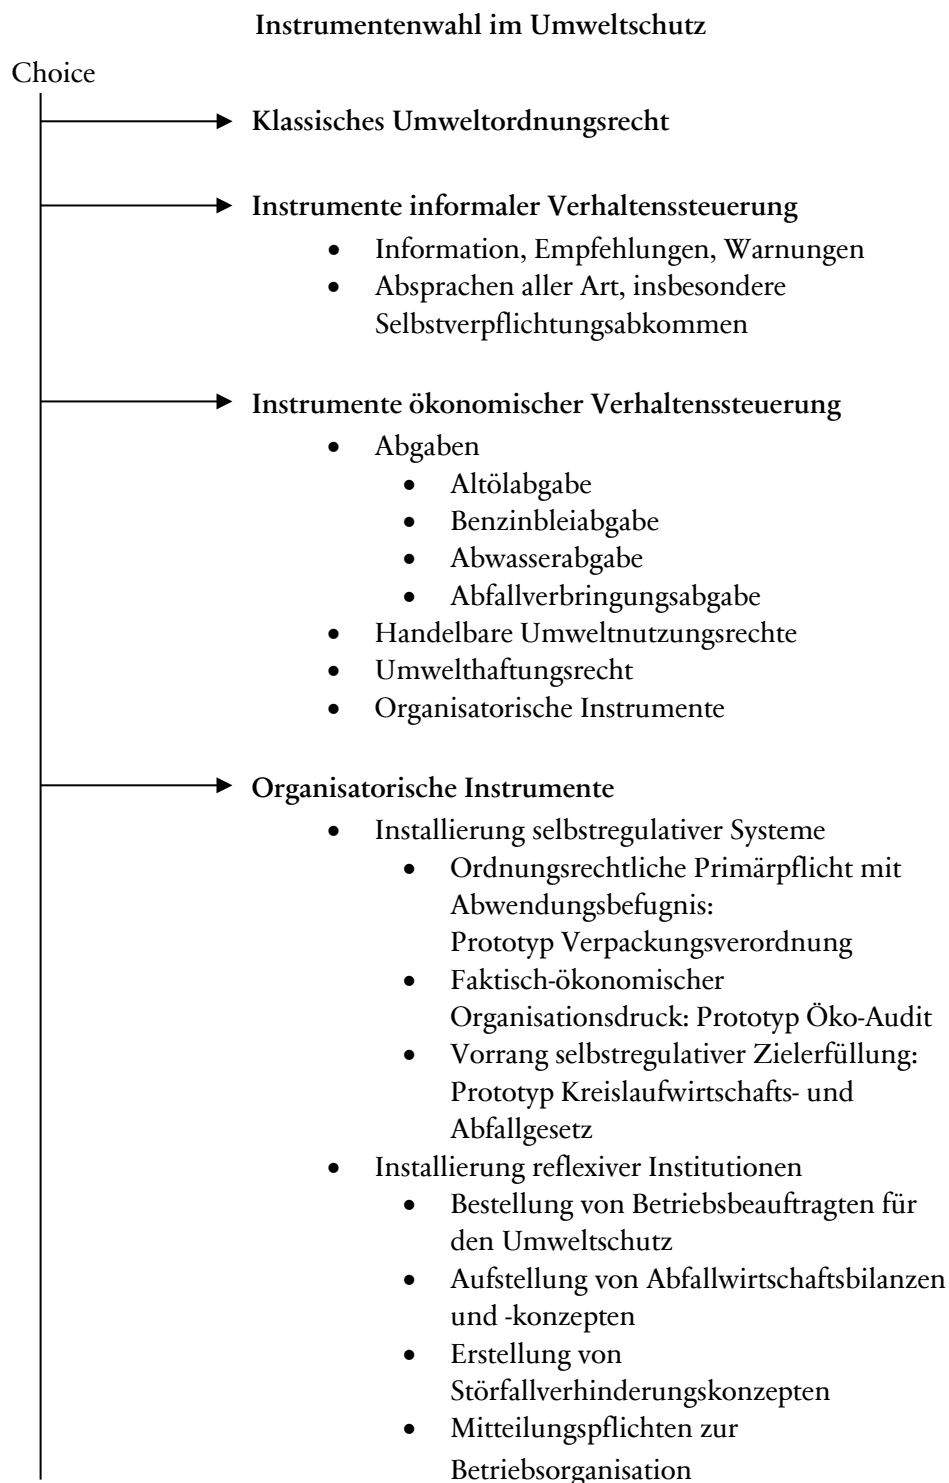 Instrumentenwahl im Umweltschutz
Choice
Klassisches Umweltordnungsrecht
Instrumente informaler Verhaltenssteuerung
• Information, Empfehlungen, Warnungen
• Absprachen aller Art, insbesondere
Selbstverpflichtungsabkommen
Instrumente ökonomischer Verhaltenssteuerung
• Abgaben
• Altölabgabe
• Benzinbleiabgabe
• Abwasserabgabe
• Abfallverbringungsabgabe
• Handelbare Umweltnutzungsrechte
• Umwelthaftungsrecht
• Organisatorische Instrumente
Organisatorische Instrumente
• Installierung selbstregulativer Systeme
• Ordnungsrechtliche Primärpflicht mit
Abwendungsbefugnis:
Prototyp Verpackungsverordnung
• Faktisch-ökonomischer
Organisationsdruck: Prototyp Öko-Audit
• Vorrang selbstregulativer Zielerfüllung:
Prototyp Kreislaufwirtschafts- und
Abfallgesetz
• Installierung reflexiver Institutionen
• Bestellung von Betriebsbeauftragten für
den Umweltschutz
• Aufstellung von Abfallwirtschaftsbilanzen
und -konzepten
• Erstellung von
Störfallverhinderungskonzepten
• Mitteilungspflichten zur
Betriebsorganisation